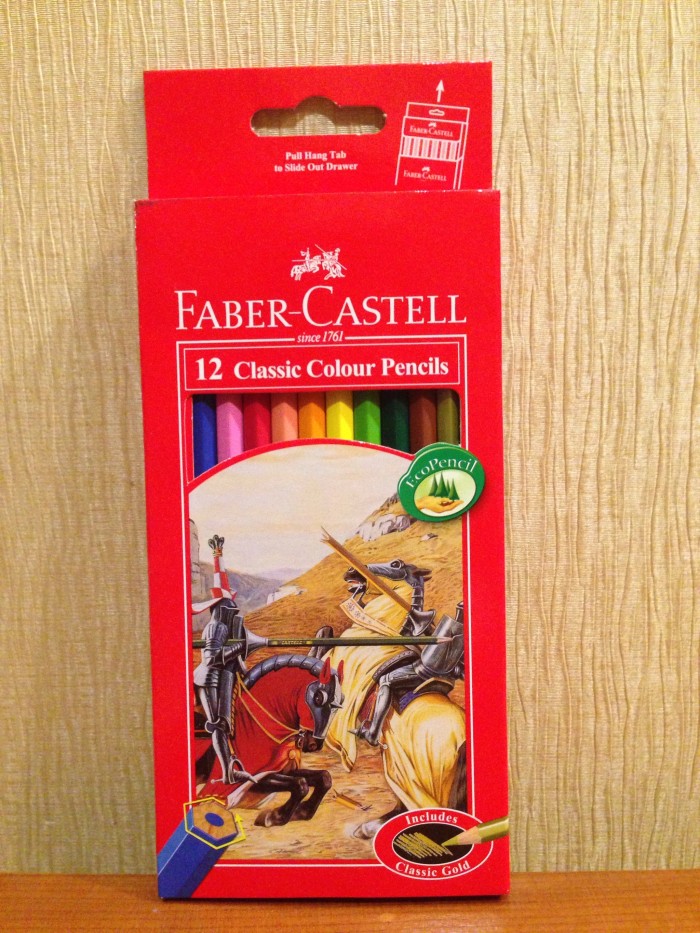 Pull Hang Tab
to Slide Out Drawer
FABER-CASTELL
FABER-CASTELL
FABER-CASTELL
since 1761
12 Classic Colour Pencils
EcoPencil
CASTELL
Includes
Classic Gold